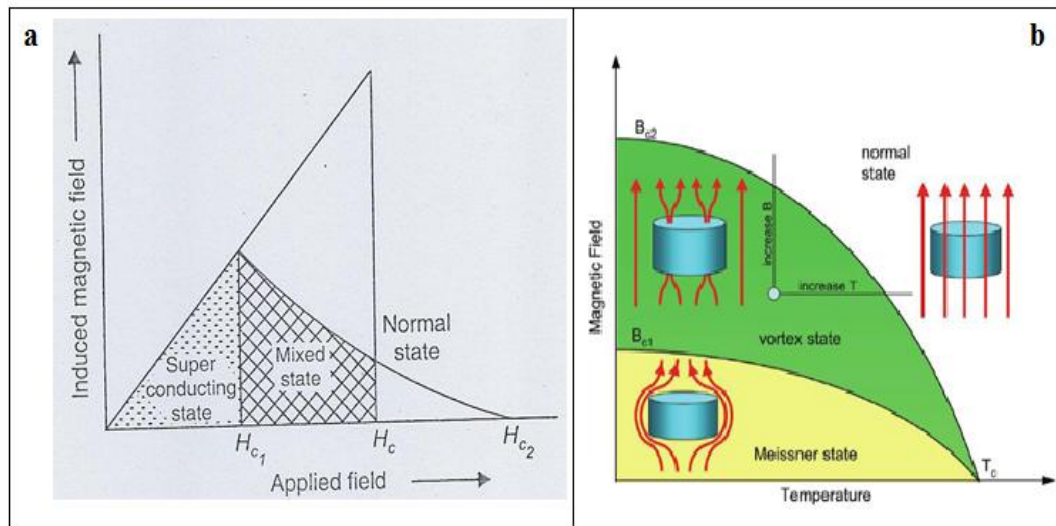 a
Induced magnetic field
Super
conducting
state
Mixed
state
Normal
state
Hc1
Hc
Hc2
Applied field
b
Magnetic Field
Bc2
normal
state
increase B
increase T
vortex state
Bc1
Meissner state
Tc
Temperature